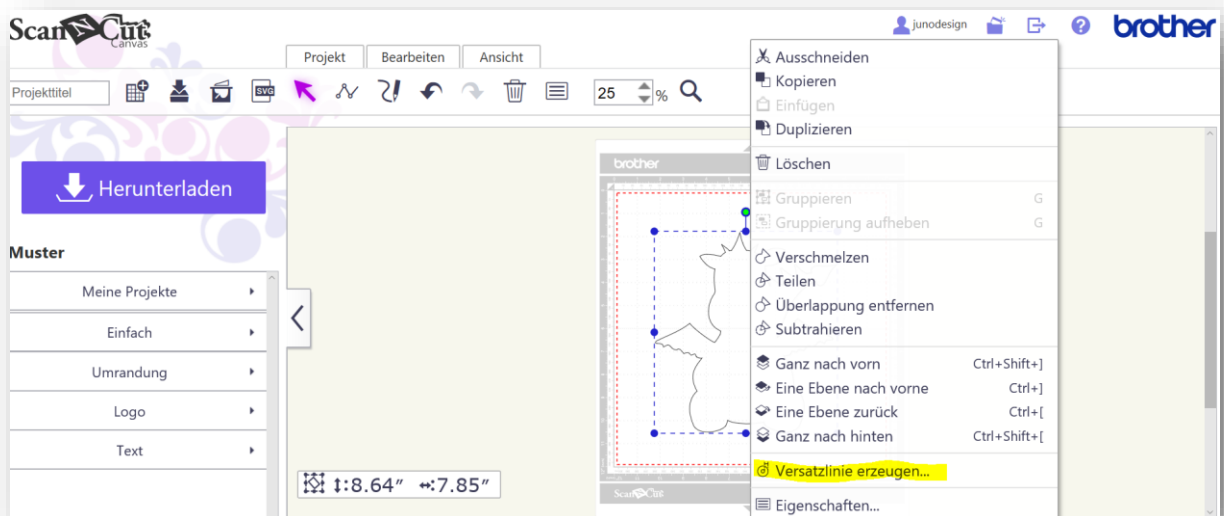 ScanNCut
Canvas
junodesign
brother
Projekt Bearbeiten Ansicht
Projekttitel
SVG
25 %
Herunterladen
Muster
Meine Projekte
Einfach
Umrandung
Logo
Text
brother
8.64" 7.85"
ScanNCut
Ausschneiden
Kopieren
Einfügen
Duplizieren
Löschen
Gruppieren G
Gruppierung aufheben G
Verschmelzen
Teilen
Überlappung entfernen
Subtrahieren
Ganz nach vorn Ctrl+Shift+]
Eine Ebene nach vorne Ctrl+]
Eine Ebene zurück Ctrl+[
Ganz nach hinten Ctrl+Shift+[
Versatzlinie erzeugen...
Eigenschaften...